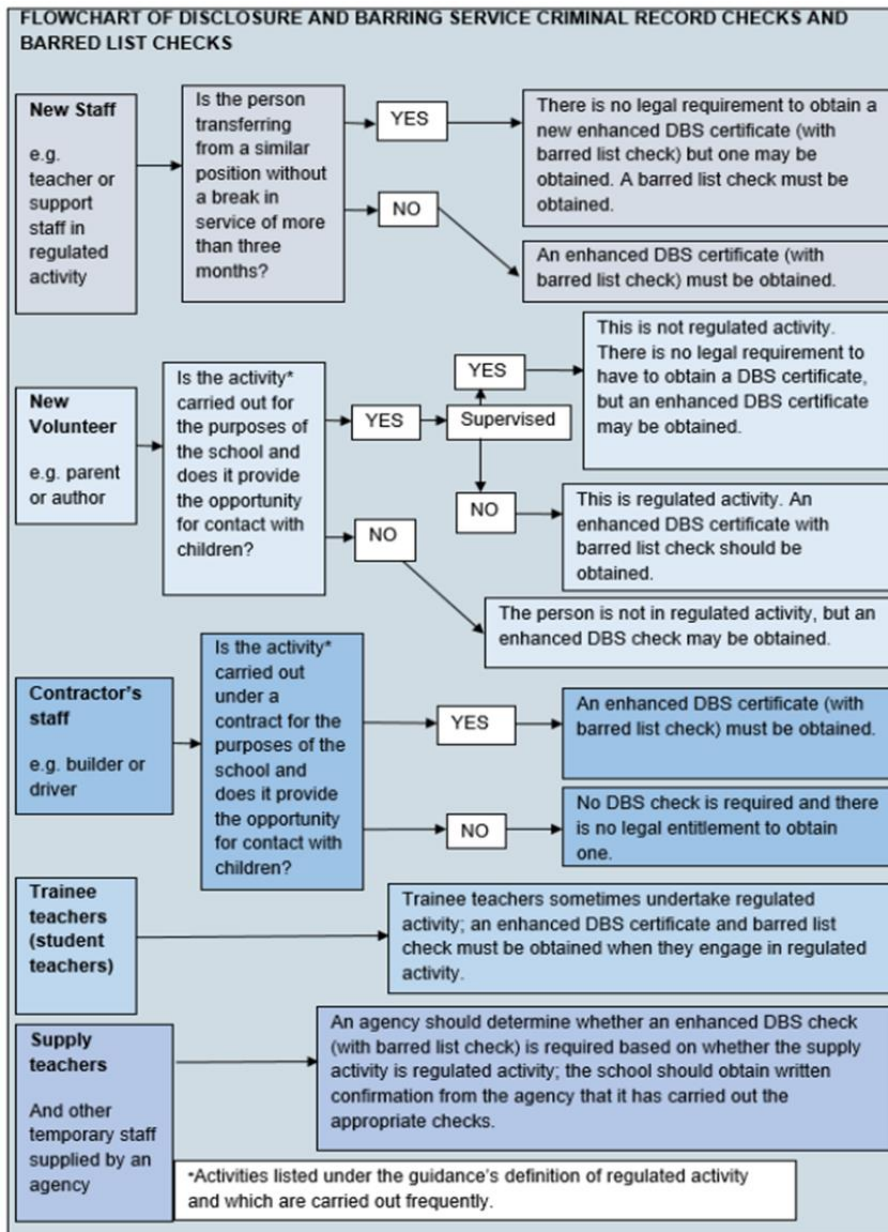 FLOWCHART OF DISCLOSURE AND BARRING SERVICE CRIMINAL RECORD CHECKS AND
BARRED LIST CHECKS
New Staff
e.g.
teacher or
support
staff in
regulated
activity
Is the person
transferring
from a similar
position without
a break in
service of more
than three
months?
YES
There is no legal requirement to obtain a
new enhanced DBS certificate (with
barred list check) but one may be
obtained. A barred list check must be
obtained.
NO
An enhanced DBS certificate (with
barred list check) must be obtained.
New
Volunteer
e.g. parent
or author
Is the activity*
carried out for
the purposes of
the school and
does it provide
the opportunity
for contact with
children?
YES
Supervised
YES
This is not regulated activity.
There is no legal requirement to
have to obtain a DBS certificate,
but an enhanced DBS certificate
may be obtained.
NO
This is regulated activity. An
enhanced DBS certificate with
barred list check should be
obtained.
NO
The person is not in regulated activity, but an
enhanced DBS check may be obtained.
Contractor's
staff
e.g. builder or
driver
Is the activity*
carried out
under a
contract for the
purposes of the
school and
does it provide
the opportunity
for contact with
children?
YES
An enhanced DBS certificate (with
barred list check) must be obtained.
NO
No DBS check is required and there
is no legal entitlement to obtain
one.
Trainee
teachers
(student
teachers)
Trainee teachers sometimes undertake regulated
activity; an enhanced DBS certificate and barred list
check must be obtained when they engage in regulated
activity.
Supply
teachers
And other
temporary staff
supplied by an
agency
An agency should determine whether an enhanced DBS check
(with barred list check) is required based on whether the supply
activity is regulated activity; the school should obtain written
confirmation from the agency that it has carried out the
appropriate checks.
*Activities listed under the guidance's definition of regulated activity
and which are carried out frequently.